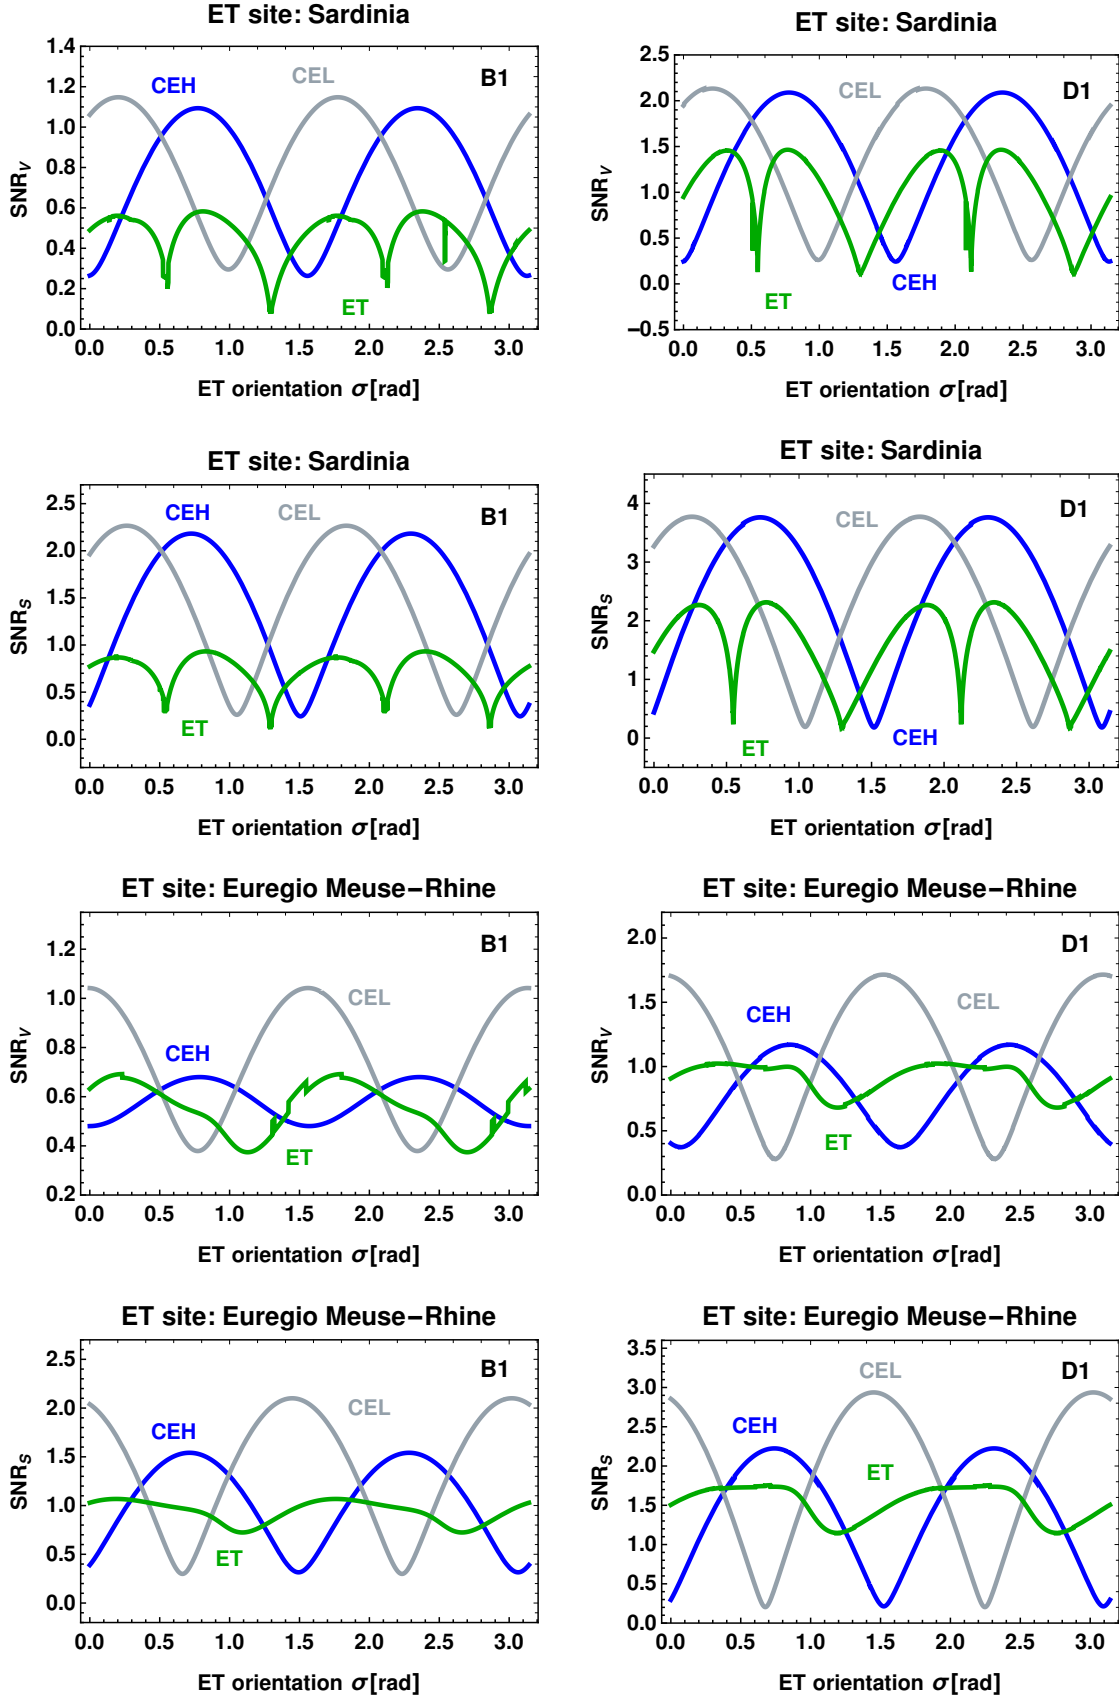 ET site: Sardinia
1.4
1.2
1.0
0.8
0.6
0.4
0.2
0.0
SNR_V
CEH
CEL
B1
ET
0.0 0.5 1.0 1.5 2.0 2.5 3.0
ET orientation σ[rad]
ET site: Sardinia
2.5
2.0
1.5
1.0
0.5
0.0
−0.5
SNR_V
CEL
D1
CEH
ET
0.0 0.5 1.0 1.5 2.0 2.5 3.0
ET orientation σ[rad]
ET site: Sardinia
2.5
2.0
1.5
1.0
0.5
0.0
SNR_S
CEH
CEL
B1
ET
0.0 0.5 1.0 1.5 2.0 2.5 3.0
ET orientation σ[rad]
ET site: Sardinia
4
3
2
1
0
SNR_S
CEL
D1
CEH
ET
0.0 0.5 1.0 1.5 2.0 2.5 3.0
ET orientation σ[rad]
ET site: Euregio Meuse−Rhine
1.2
1.0
0.8
0.6
0.4
0.2
SNR_V
B1
CEL
CEH
ET
0.0 0.5 1.0 1.5 2.0 2.5 3.0
ET orientation σ[rad]
ET site: Euregio Meuse−Rhine
2.0
1.5
1.0
0.5
0.0
SNR_V
D1
CEH
CEL
ET
0.0 0.5 1.0 1.5 2.0 2.5 3.0
ET orientation σ[rad]
ET site: Euregio Meuse−Rhine
2.5
2.0
1.5
1.0
0.5
0.0
SNR_S
B1
CEH
CEL
ET
0.0 0.5 1.0 1.5 2.0 2.5 3.0
ET orientation σ[rad]
ET site: Euregio Meuse−Rhine
3.5
3.0
2.5
2.0
1.5
1.0
0.5
0.0
SNR_S
CEL
D1
CEH
ET
0.0 0.5 1.0 1.5 2.0 2.5 3.0
ET orientation σ[rad]